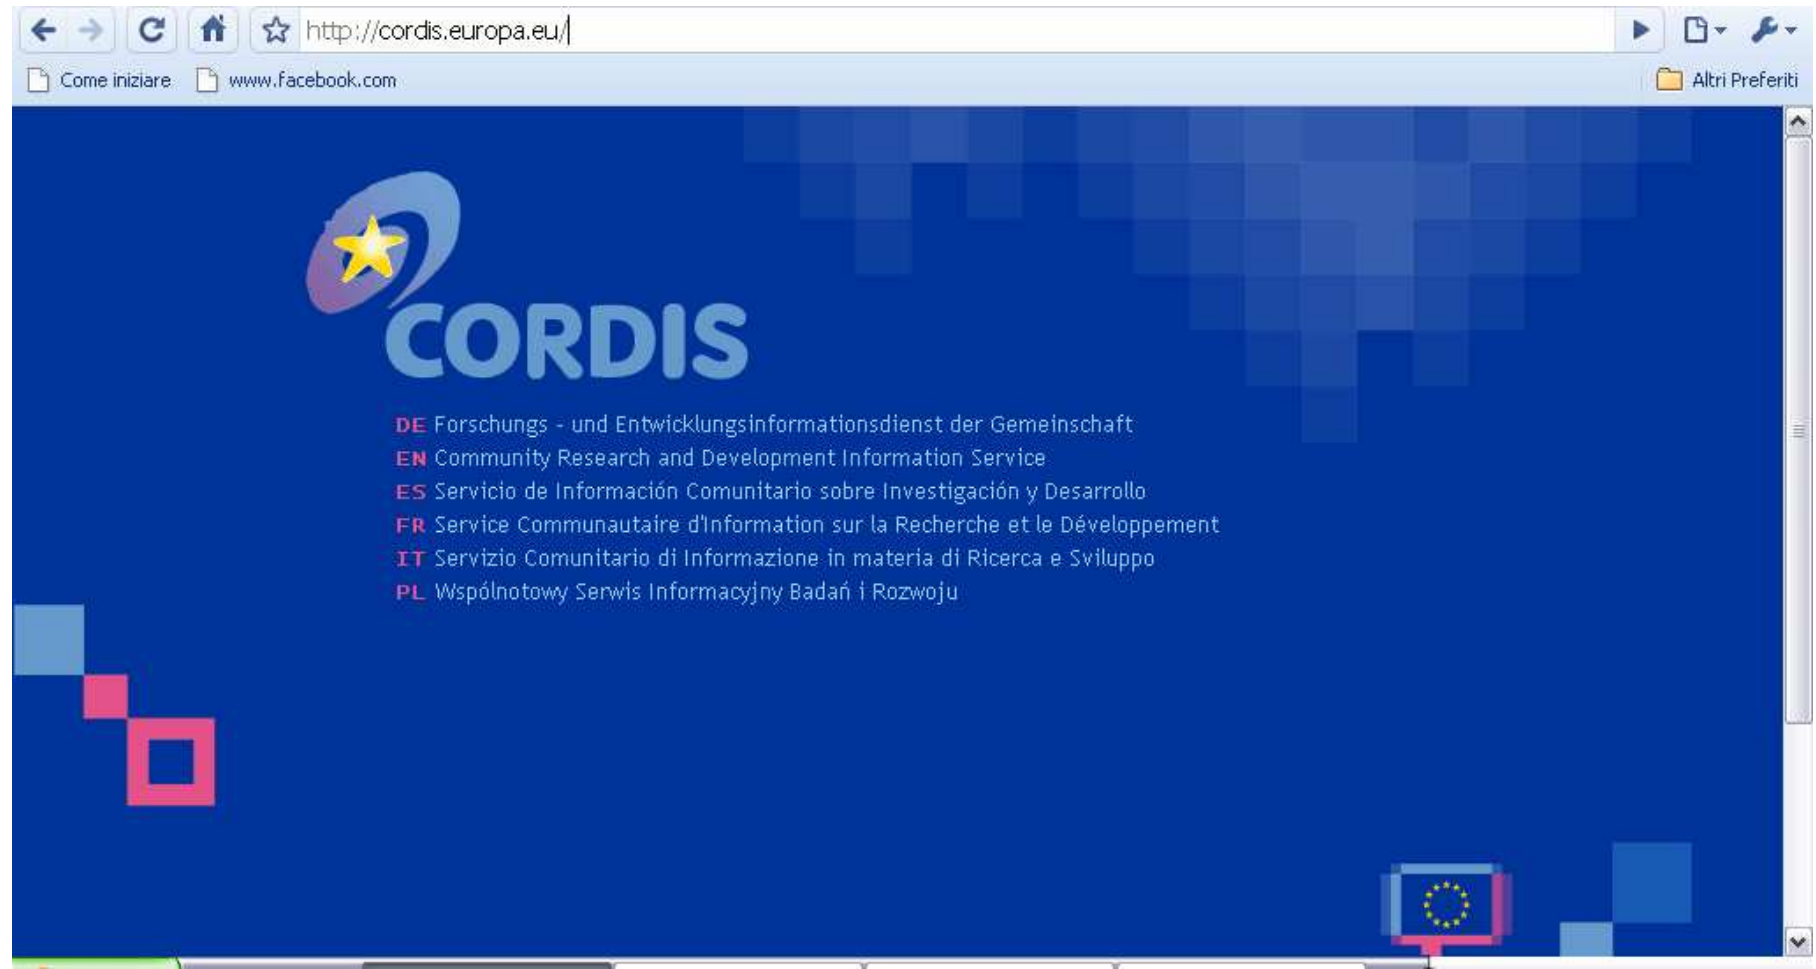 http://cordis.europa.eu/
Come iniziare www.facebook.com Altri Preferiti
CORDIS
DE Forschungs - und Entwicklungsinformationsdienst der Gemeinschaft
EN Community Research and Development Information Service
ES Servicio de Información Comunitario sobre Investigación y Desarrollo
FR Service Communautaire d'Information sur la Recherche et le Développement
IT Servizio Comunitario di Informazione in materia di Ricerca e Sviluppo
PL Wspólnotowy Serwis Informacyjny Badań i Rozwoju